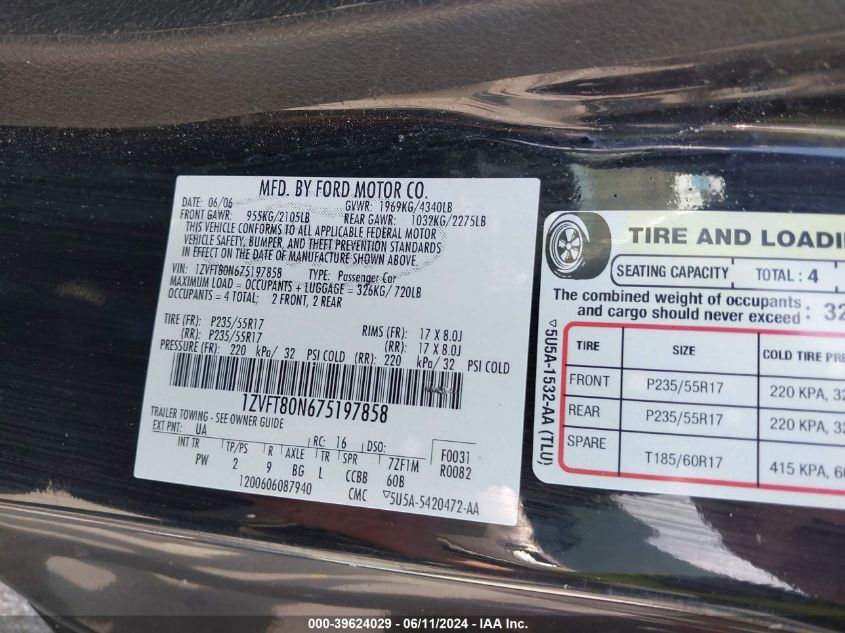 MFD. BY FORD MOTOR CO.
DATE: 06/06 GVWR: 1969KG/4340LB
FRONT GAWR: 955KG/2105LB REAR GAWR: 1032KG/2275LB
THIS VEHICLE CONFORMS TO ALL APPLICABLE FEDERAL MOTOR
VEHICLE SAFETY, BUMPER, AND THEFT PREVENTION STANDARDS
IN EFFECT ON THE DATE OF MANUFACTURE SHOWN ABOVE.
VIN: 1ZVFT80N675197858 TYPE: Passenger Car
MAXIMUM LOAD = OCCUPANTS + LUGGAGE = 326KG/720LB
OCCUPANTS = 4 TOTAL; 2 FRONT, 2 REAR
TIRE (FR): P235/55R17 RIMS (FR): 17 X 8.0J
(RR): P235/55R17 (RR): 17 X 8.0J
PRESSURE (FR): 220 kPa/ 32 PSI COLD (RR): 220 kPa/ 32 PSI COLD
1ZVFT80N675197858
TRAILER TOWING - SEE OWNER GUIDE
EXT PNT: UA RC: 16 DSO: F0031
INT TR TP/PS R AXLE TR SPR 7ZF1M R0082
PW 2 9 BG L CCBB 60B
1200606087940 CMC ▽5U5A-5420472-AA
TIRE AND LOADI
SEATING CAPACITY TOTAL: 4
The combined weight of occupants
and cargo should never exceed : 32
TIRE SIZE COLD TIRE PRE
FRONT P235/55R17 220 KPA, 32
REAR P235/55R17 220 KPA, 32
SPARE T185/60R17 415 KPA, 60
▽5U5A-1532-AA (TLU)
000-39624029 - 06/11/2024 - IAA Inc.